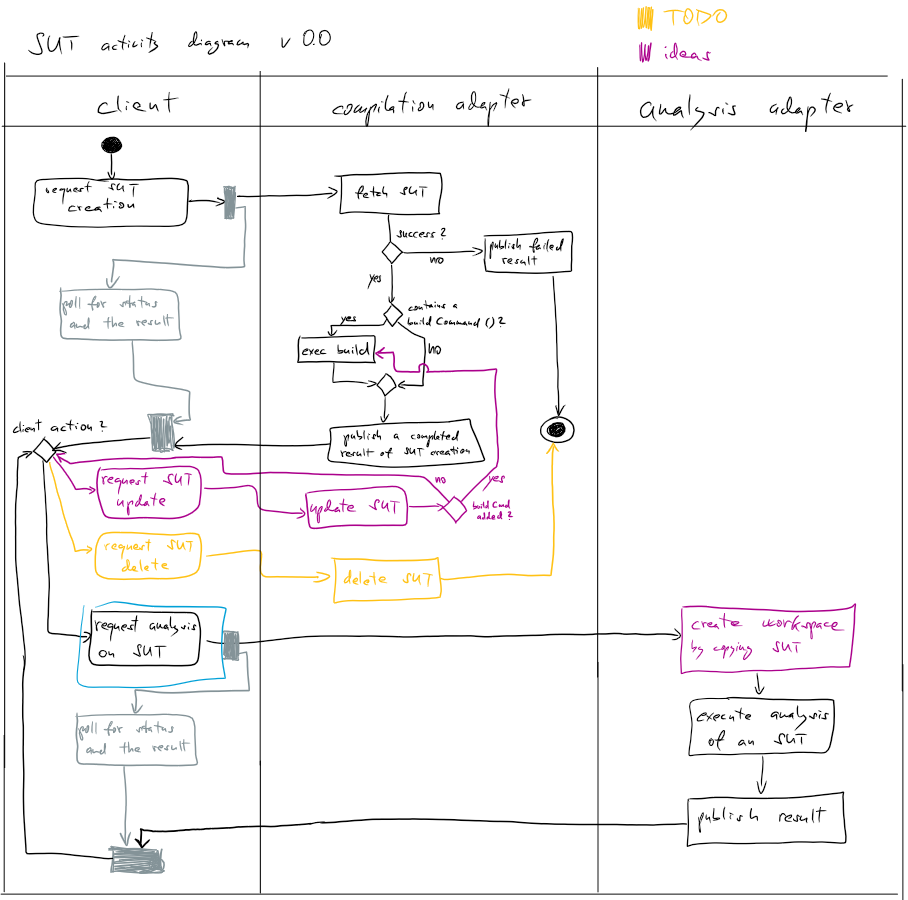 SUT activity diagram v 0.0
TODO
ideas
client
compilation adapter
analysis adapter
request SUT
creation
fetch SUT
success?
no
yes
publish failed
result
poll for status
and the result
contains a
build Command ()?
yes
no
exec build
client action?
publish a completed
result of SUT creation
request SUT
update
no
yes
update SUT
build Cmd
added?
request SUT
delete
delete SUT
request analysis
on SUT
create workspace
by copying SUT
poll for status
and the result
execute analysis
of an SUT
publish result